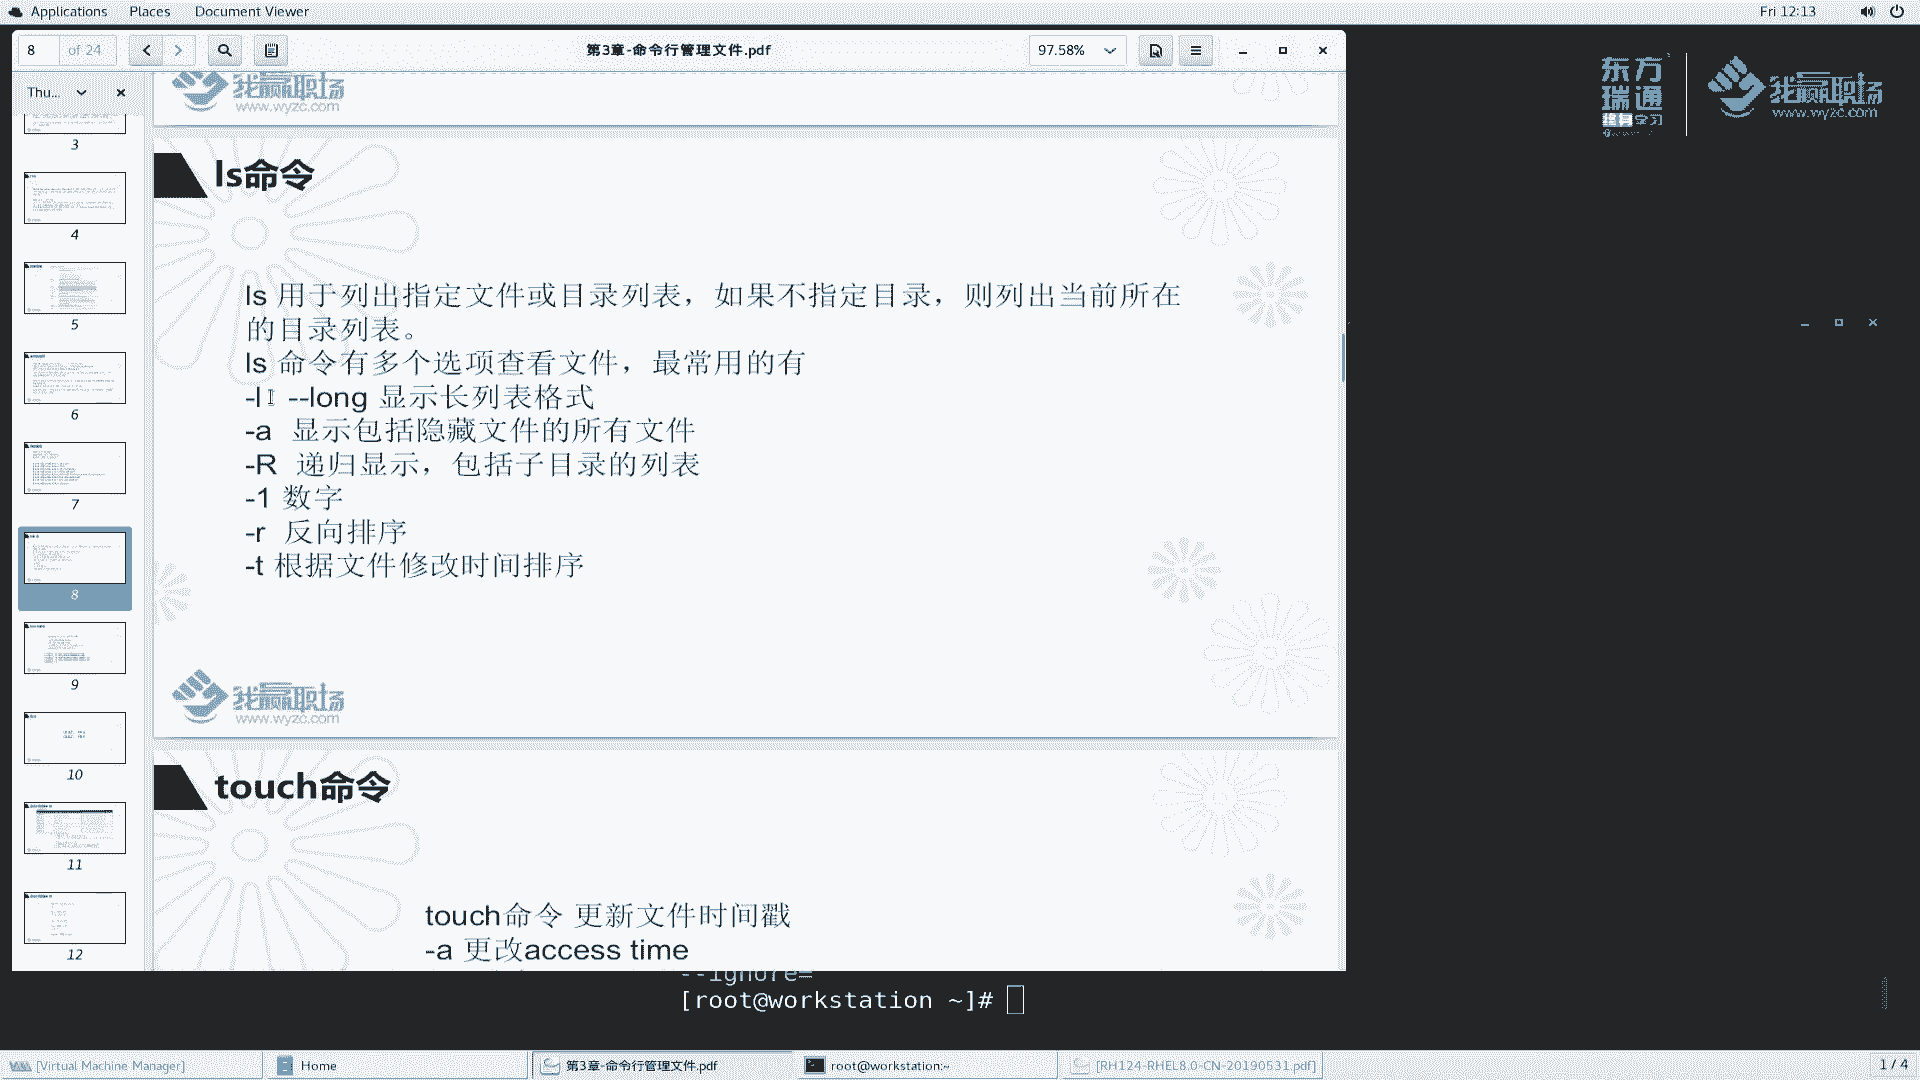 Applications Places Document Viewer Fri 12:13
8 of 24 第3章-命令行管理文件.pdf 97.58%
Thu...
3
4
5
6
7
8
9
10
11
12
我赢职场
www.wyzc.com
ls命令
ls 用于列出指定文件或目录列表，如果不指定目录，则列出当前所在
的目录列表。
ls 命令有多个选项查看文件，最常用的有
-l --long 显示长列表格式
-a 显示包括隐藏文件的所有文件
-R 递归显示，包括子目录的列表
-1 数字
-r 反向排序
-t 根据文件修改时间排序
我赢职场
www.wyzc.com
touch命令
touch命令 更新文件时间戳
-a 更改access time
东方
瑞通
终身学习
我赢职场
www.wyzc.com
--ignore=
[root@workstation ~]#
[Virtual Machine Manager] Home 第3章-命令行管理文件.pdf root@workstation:~ [RH124-RHEL8.0-CN-20190531.pdf] 1 / 4